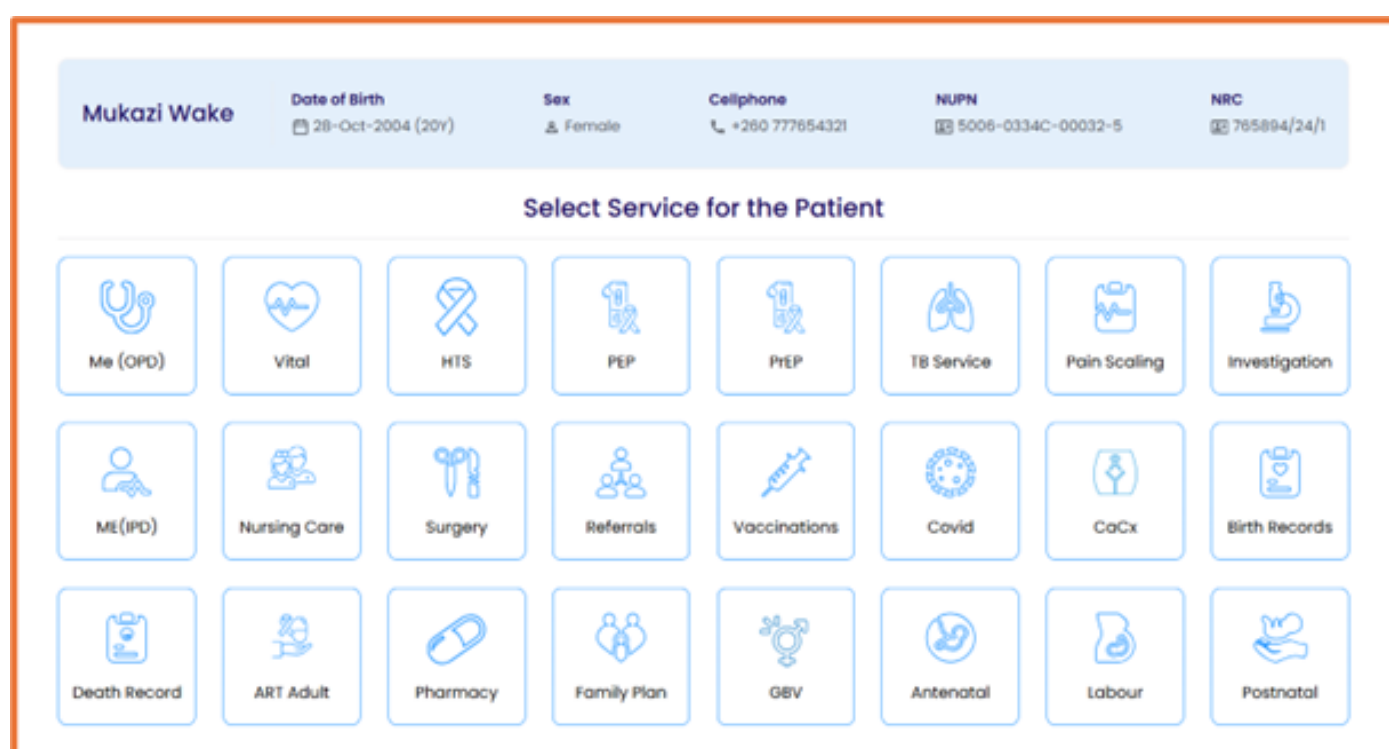 Mukazi Wake
Date of Birth
28-Oct-2004 (20Y)
Sex
Female
Cellphone
+260 777654321
NUPN
5006-0334C-00032-5
NRC
765894/24/1
Select Service for the Patient
Me (OPD)
Vital
HTS
PEP
PrEP
TB Service
Pain Scaling
Investigation
ME(IPD)
Nursing Care
Surgery
Referrals
Vaccinations
Covid
CaCx
Birth Records
Death Record
ART Adult
Pharmacy
Family Plan
GBV
Antenatal
Labour
Postnatal